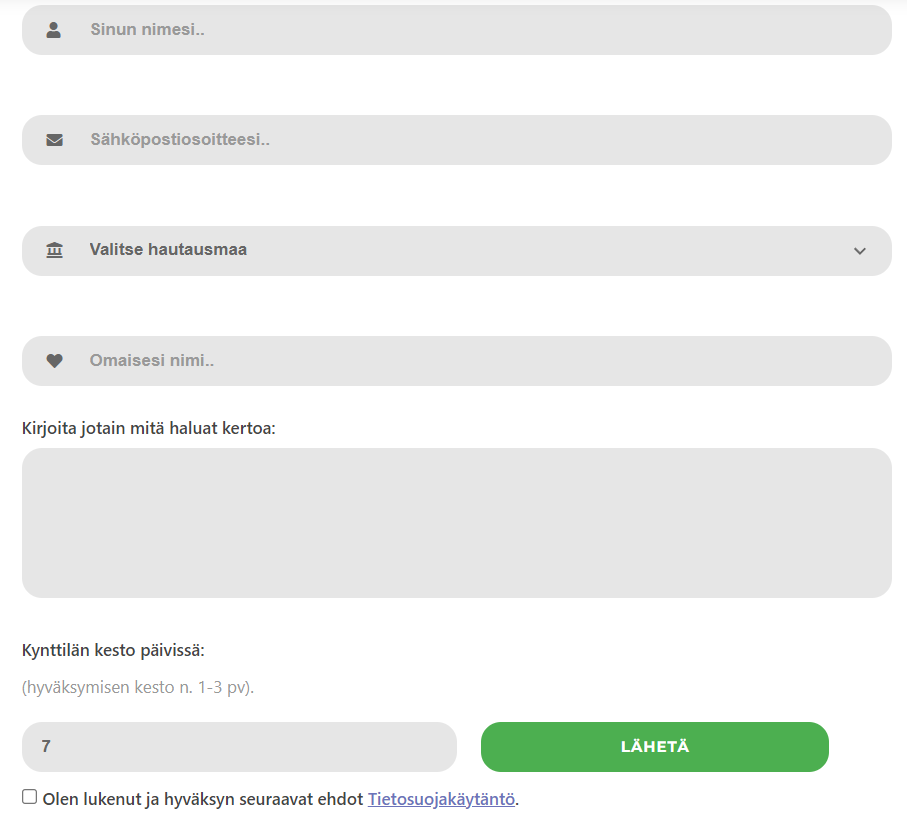 Sinun nimesi..
Sähköpostiosoitteesi..
Valitse hautausmaa
Omaisesi nimi..
Kirjoita jotain mitä haluat kertoa:
Kynttilän kesto päivissä:
(hyväksymisen kesto n. 1-3 pv).
7
LÄHETÄ
Olen lukenut ja hyväksyn seuraavat ehdot Tietosuojakäytäntö.